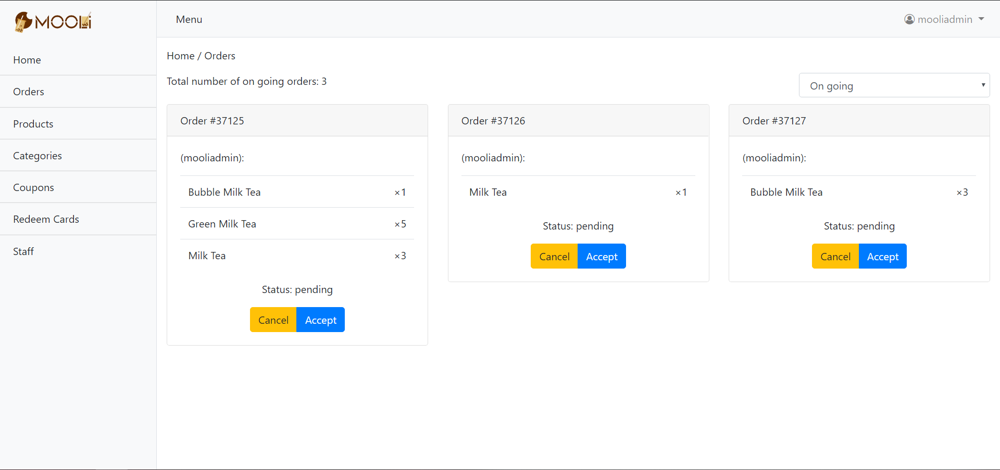 MOOLi
Menu
mooliadmin
Home
Orders
Products
Categories
Coupons
Redeem Cards
Staff
Home / Orders
Total number of on going orders: 3
On going
Order #37125
(mooliadmin):
Bubble Milk Tea ×1
Green Milk Tea ×5
Milk Tea ×3
Status: pending
Cancel Accept
Order #37126
(mooliadmin):
Milk Tea ×1
Status: pending
Cancel Accept
Order #37127
(mooliadmin):
Bubble Milk Tea ×3
Status: pending
Cancel Accept